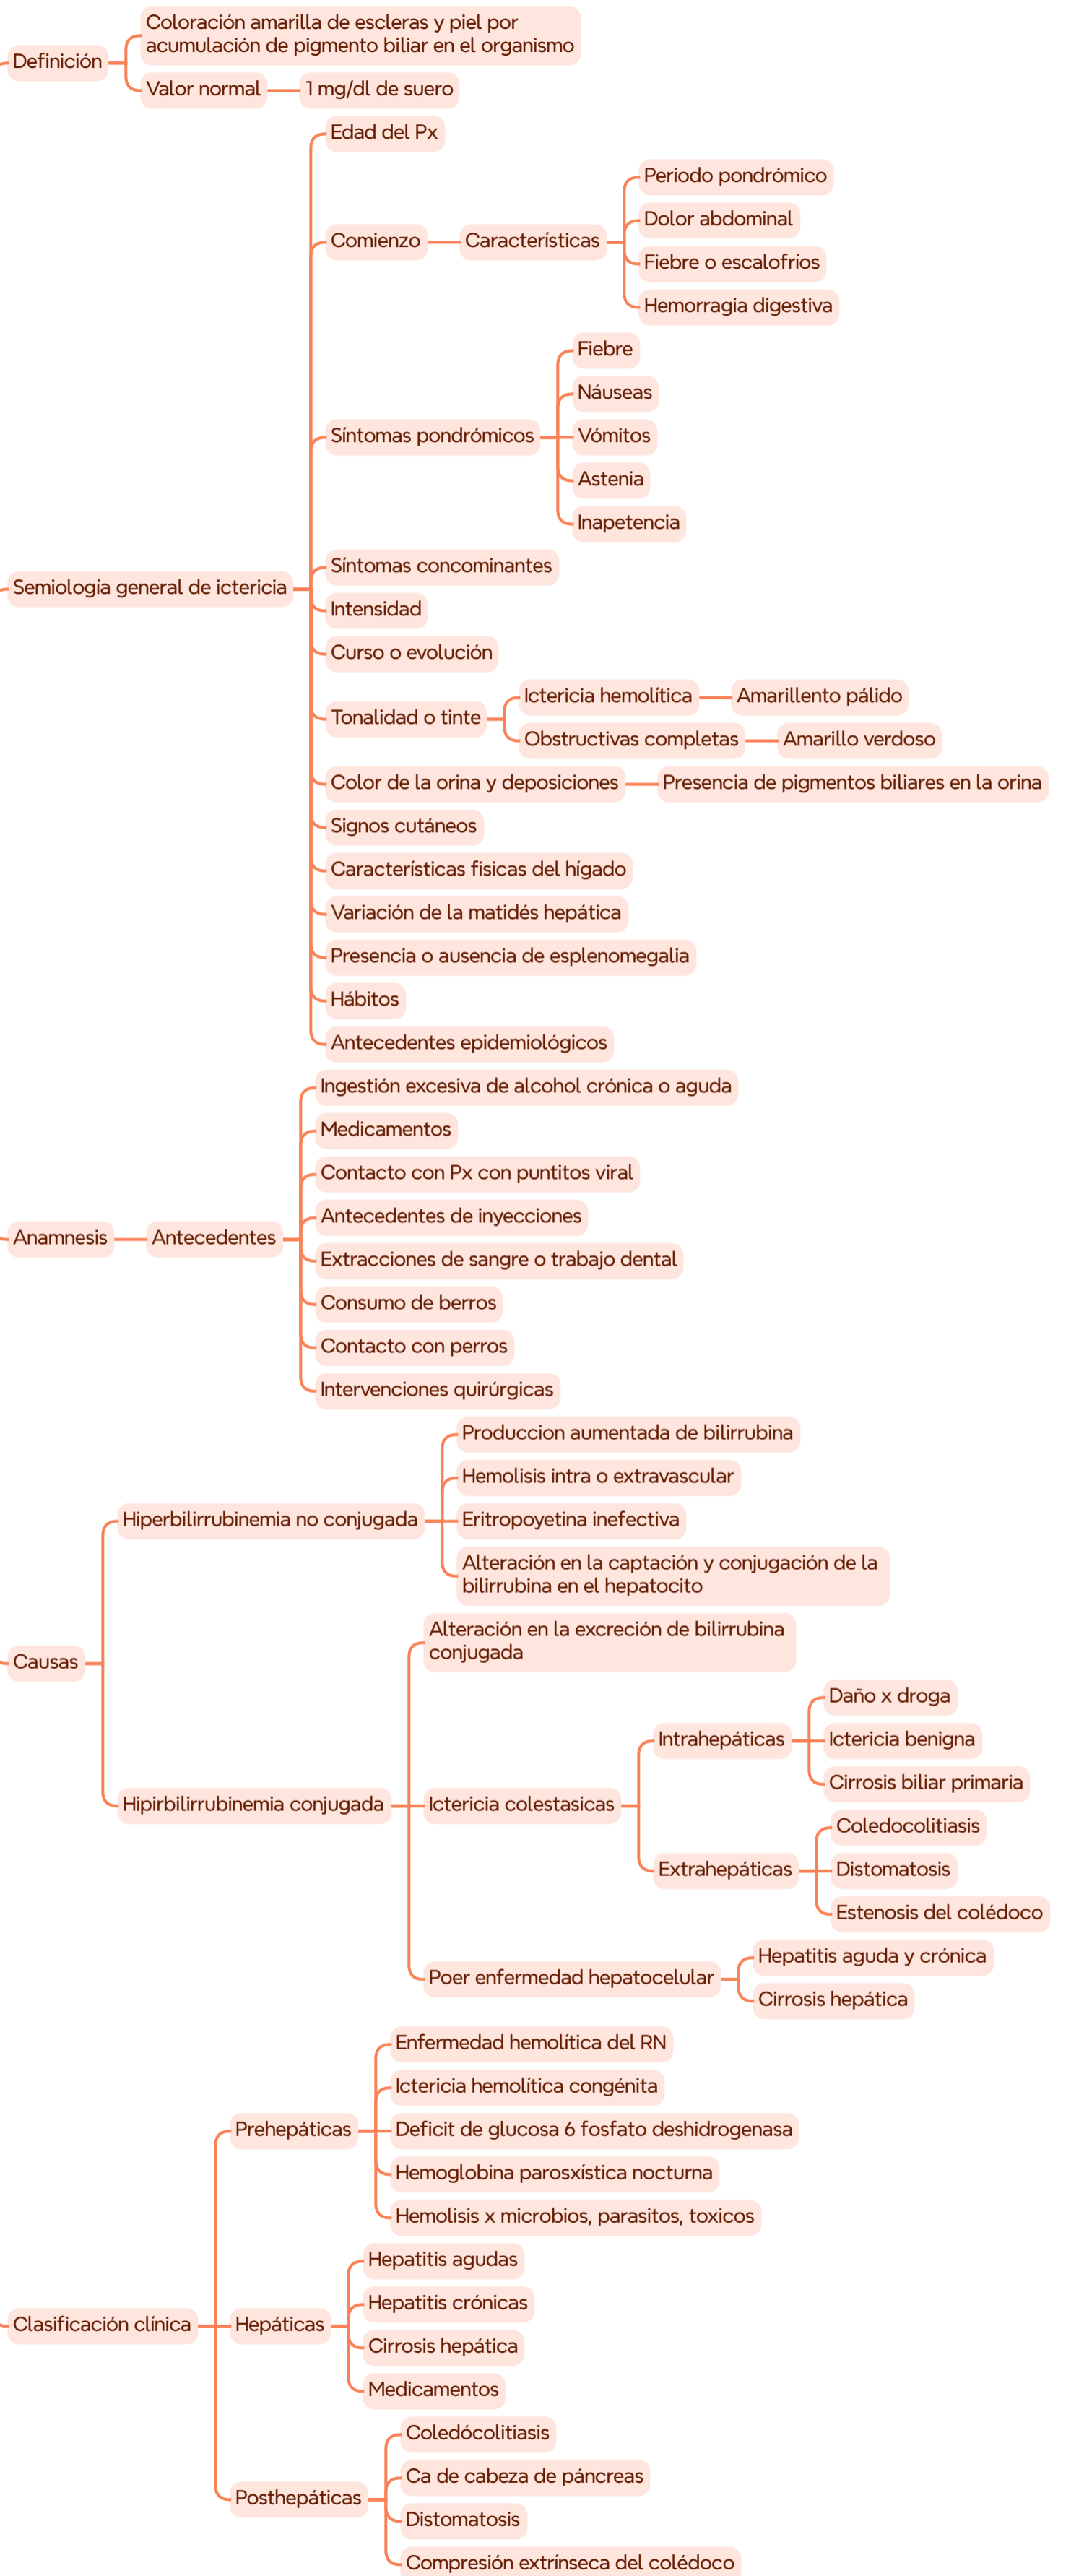 Coloración amarilla de escleras y piel por
acumulación de pigmento biliar en el organismo
Definición
Valor normal
1 mg/dl de suero
Edad del Px
Periodo pondrómico
Dolor abdominal
Comienzo
Características
Fiebre o escalofríos
Hemorragia digestiva
Fiebre
Náuseas
Síntomas pondrómicos
Vómitos
Astenia
Inapetencia
Síntomas concominantes
Semiología general de ictericia
Intensidad
Curso o evolución
Ictericia hemolítica
Amarillento pálido
Tonalidad o tinte
Obstructivas completas
Amarillo verdoso
Color de la orina y deposiciones
Presencia de pigmentos biliares en la orina
Signos cutáneos
Características fisicas del hígado
Variación de la matidés hepática
Presencia o ausencia de esplenomegalia
Hábitos
Antecedentes epidemiológicos
Ingestión excesiva de alcohol crónica o aguda
Medicamentos
Contacto con Px con puntitos viral
Antecedentes de inyecciones
Anamnesis
Antecedentes
Extracciones de sangre o trabajo dental
Consumo de berros
Contacto con perros
Intervenciones quirúrgicas
Produccion aumentada de bilirrubina
Hemolisis intra o extravascular
Hiperbilirrubinemia no conjugada
Eritropoyetina inefectiva
Alteración en la captación y conjugación de la
bilirrubina en el hepatocito
Alteración en la excreción de bilirrubina
conjugada
Causas
Daño x droga
Intrahepáticas
Ictericia benigna
Cirrosis biliar primaria
Hipirbilirrubinemia conjugada
Ictericia colestasicas
Coledocolitiasis
Extrahepáticas
Distomatosis
Estenosis del colédoco
Hepatitis aguda y crónica
Poer enfermedad hepatocelular
Cirrosis hepática
Enfermedad hemolítica del RN
Ictericia hemolítica congénita
Prehepáticas
Deficit de glucosa 6 fosfato deshidrogenasa
Hemoglobina parosxística nocturna
Hemolisis x microbios, parasitos, toxicos
Hepatitis agudas
Hepatitis crónicas
Clasificación clínica
Hepáticas
Cirrosis hepática
Medicamentos
Coledócolitiasis
Ca de cabeza de páncreas
Posthepáticas
Distomatosis
Compresión extrínseca del colédoco